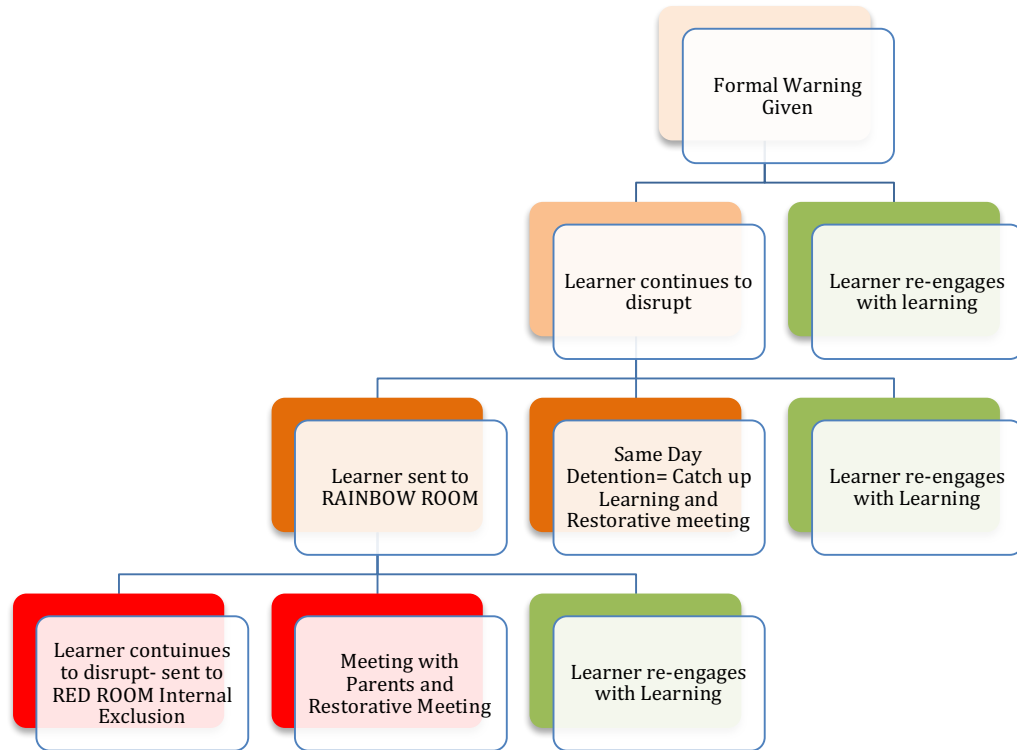 Formal Warning
Given
Learner continues to
disrupt
Learner re-engages
with learning
Learner sent to
RAINBOW ROOM
Same Day
Detention= Catch up
Learning and
Restorative meeting
Learner re-engages
with Learning
Learner contuinues
to disrupt- sent to
RED ROOM Internal
Exclusion
Meeting with
Parents and
Restorative Meeting
Learner re-engages
with Learning